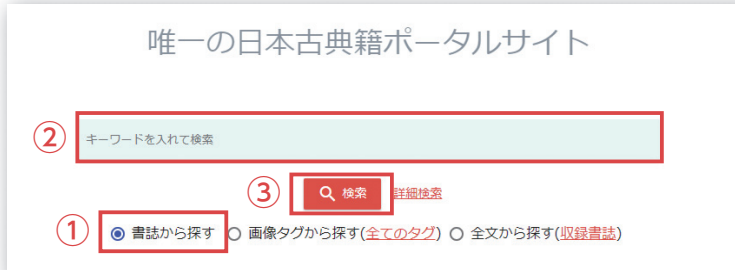 唯一の日本古典籍ポータルサイト
② キーワードを入れて検索
③ 検索 詳細検索
① 書誌から探す 画像タグから探す(全てのタグ) 全文から探す(収録書誌)